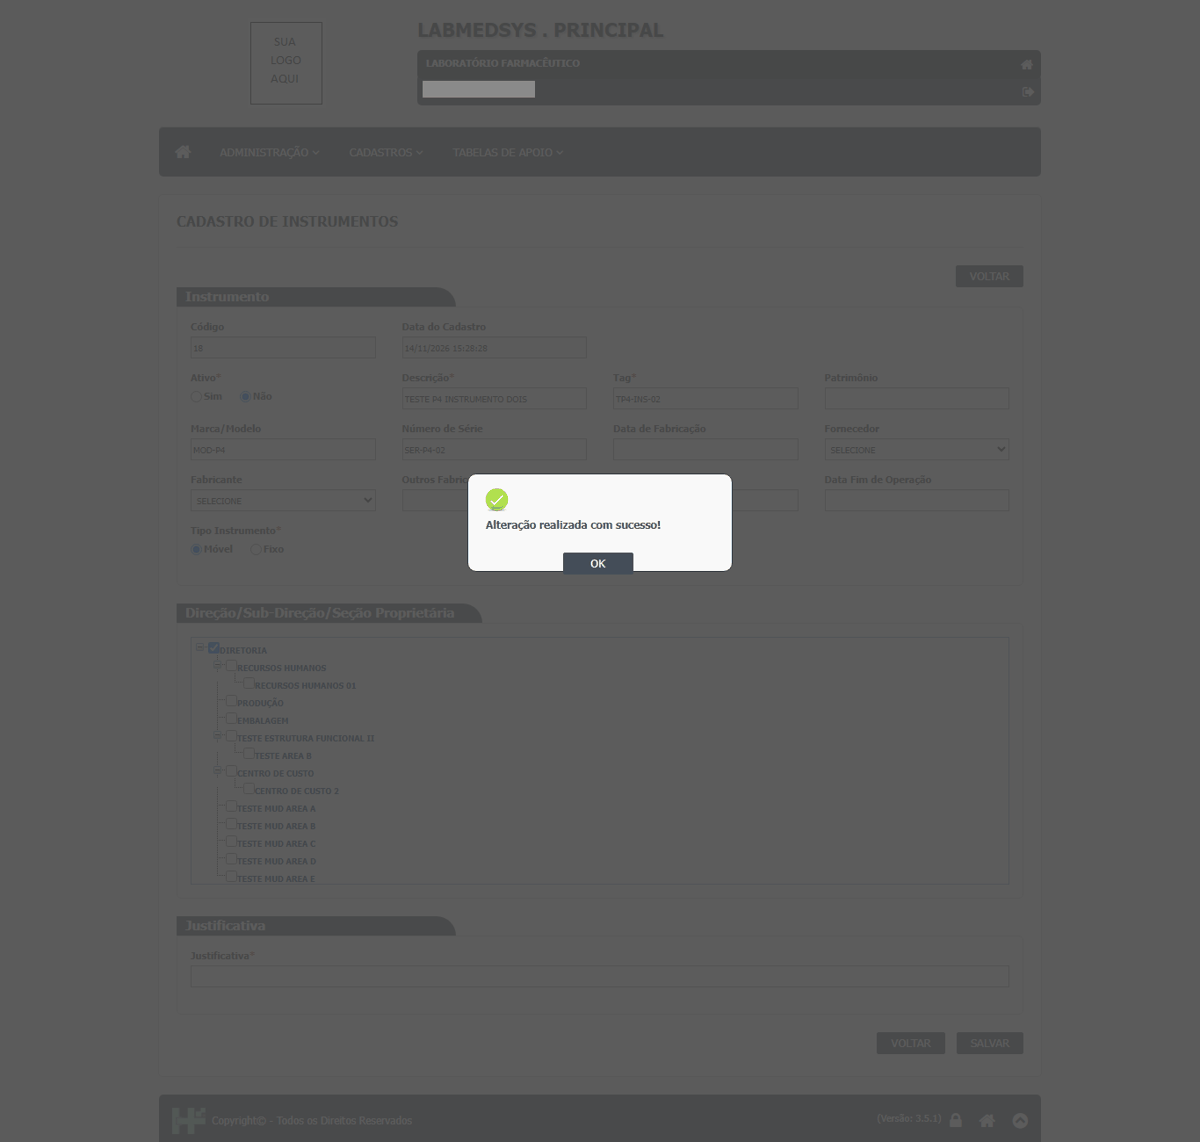 SUA
LOGO
AQUI
LABMEDSYS . PRINCIPAL
LABORATÓRIO FARMACÊUTICO
ADMINISTRAÇÃO
CADASTROS
TABELAS DE APOIO
CADASTRO DE INSTRUMENTOS
VOLTAR
Instrumento
Código
Data do Cadastro
18
14/11/2026 15:28:28
Ativo*
Descrição*
Tag*
Patrimônio
Sim
Não
TESTE P4 INSTRUMENTO DOIS
TP4-INS-02
Marca/Modelo
Número de Série
Data de Fabricação
Fornecedor
MOD-P4
SER-P4-02
SELECIONE
Fabricante
Outros Fabric
Data Fim de Operação
SELECIONE
Tipo Instrumento*
Móvel
Fixo
Alteração realizada com sucesso!
OK
Direção/Sub-Direção/Seção Proprietária
DIRETORIA
RECURSOS HUMANOS
RECURSOS HUMANOS 01
PRODUÇÃO
EMBALAGEM
TESTE ESTRUTURA FUNCIONAL II
TESTE AREA B
CENTRO DE CUSTO
CENTRO DE CUSTO 2
TESTE MUD AREA A
TESTE MUD AREA B
TESTE MUD AREA C
TESTE MUD AREA D
TESTE MUD AREA E
Justificativa
Justificativa*
VOLTAR
SALVAR
Copyright© - Todos os Direitos Reservados
(Versão: 3.5.1)